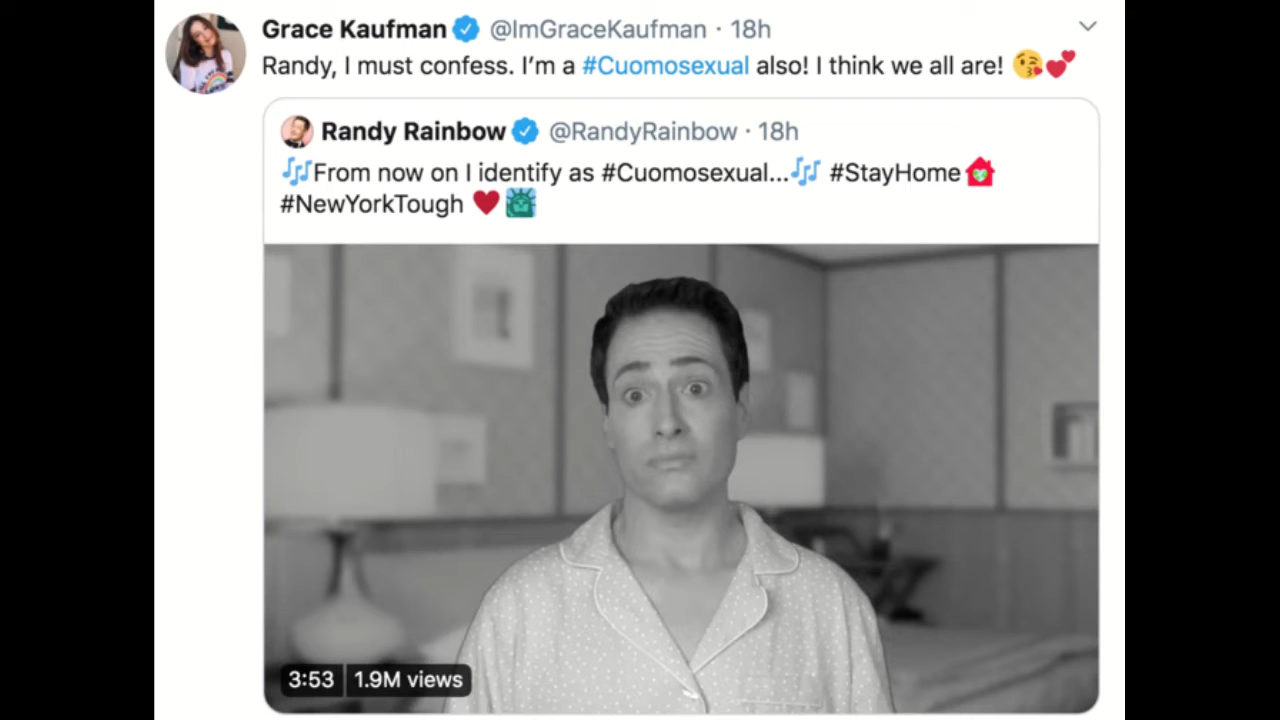 Grace Kaufman @ImGraceKaufman · 18h
Randy, I must confess. I’m a #Cuomosexual also! I think we all are! 😘💕
Randy Rainbow @RandyRainbow · 18h
🎶From now on I identify as #Cuomosexual...🎶 #StayHome🏠
#NewYorkTough ❤️🗽
3:53 1.9M views